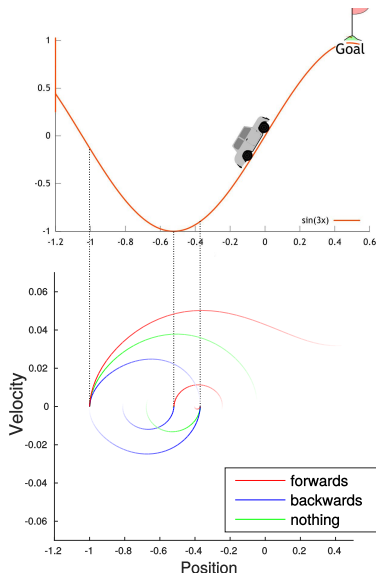 Goal
1
0.5
0
-0.5
-1
sin(3x)
-1.2 -1 -0.8 -0.6 -0.4 -0.2 0 0.2 0.4 0.6
0.06
0.04
0.02
0
-0.02
-0.04
-0.06
Velocity
forwards
backwards
nothing
-1.2 -1 -0.8 -0.6 -0.4 -0.2 0 0.2 0.4
Position